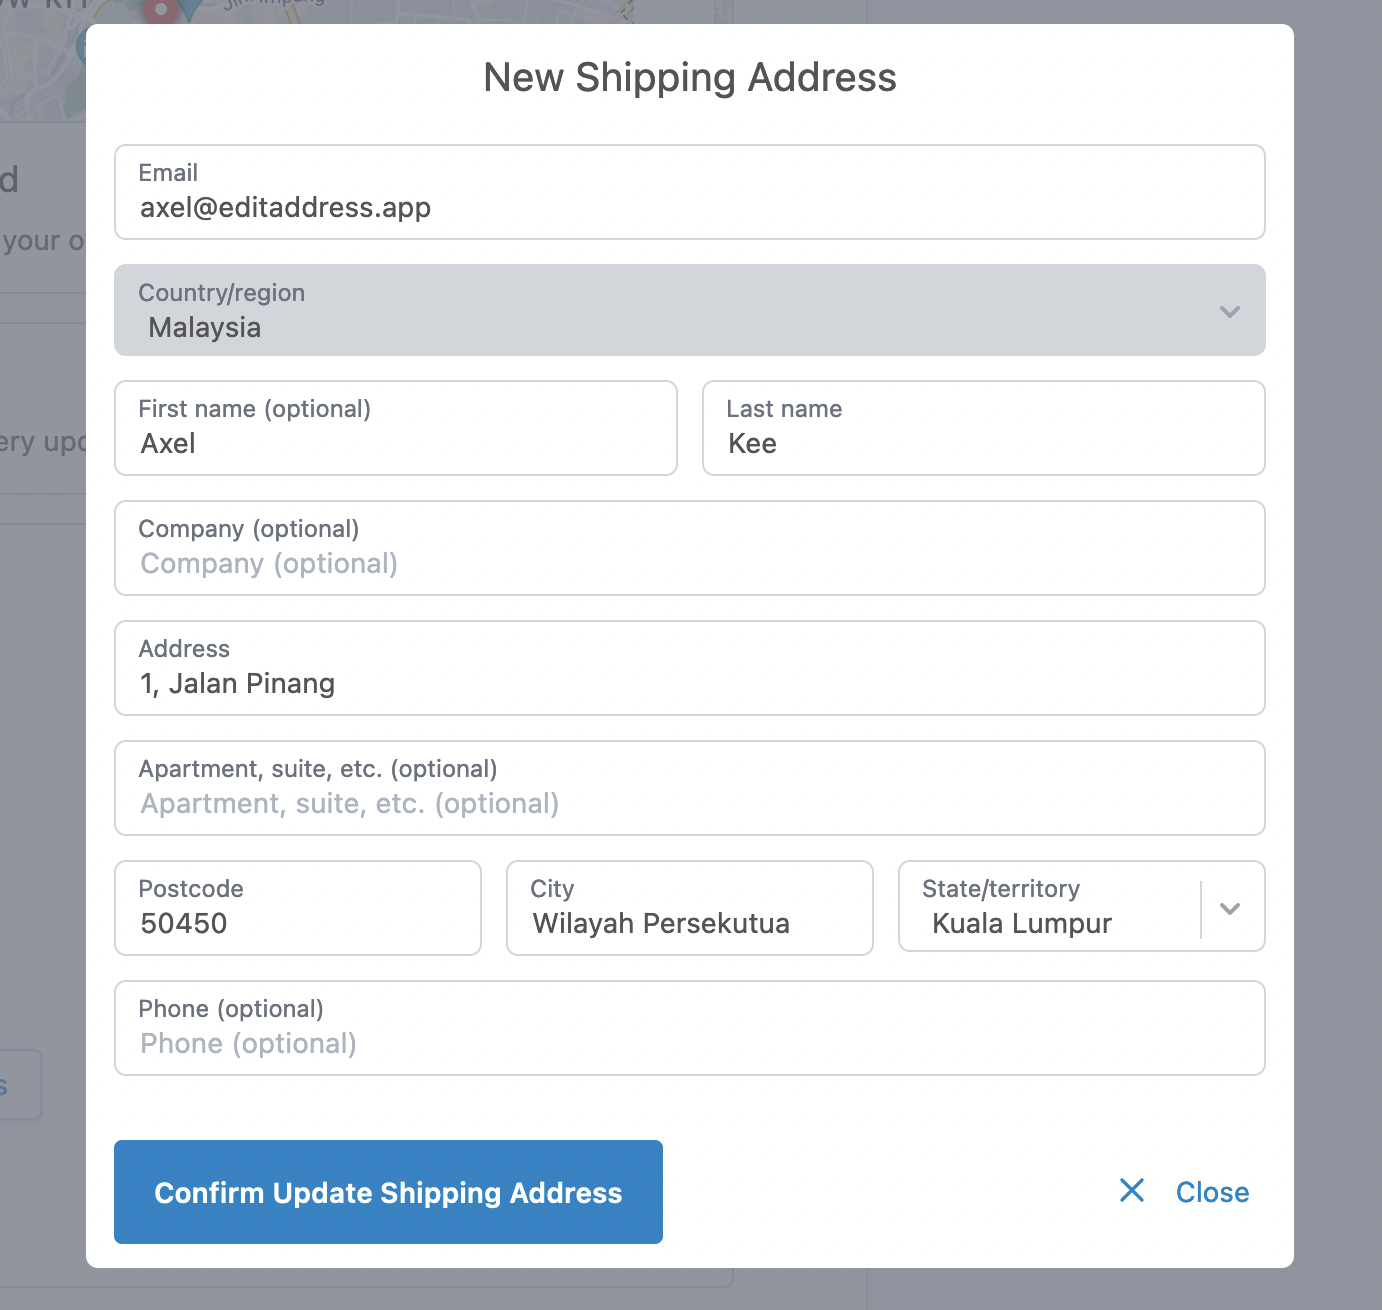 New Shipping Address
Email
axel@editaddress.app
Country/region
Malaysia
First name (optional)
Axel
Last name
Kee
Company (optional)
Company (optional)
Address
1, Jalan Pinang
Apartment, suite, etc. (optional)
Apartment, suite, etc. (optional)
Postcode
50450
City
Wilayah Persekutua
State/territory
Kuala Lumpur
Phone (optional)
Phone (optional)
Confirm Update Shipping Address
Close
your o